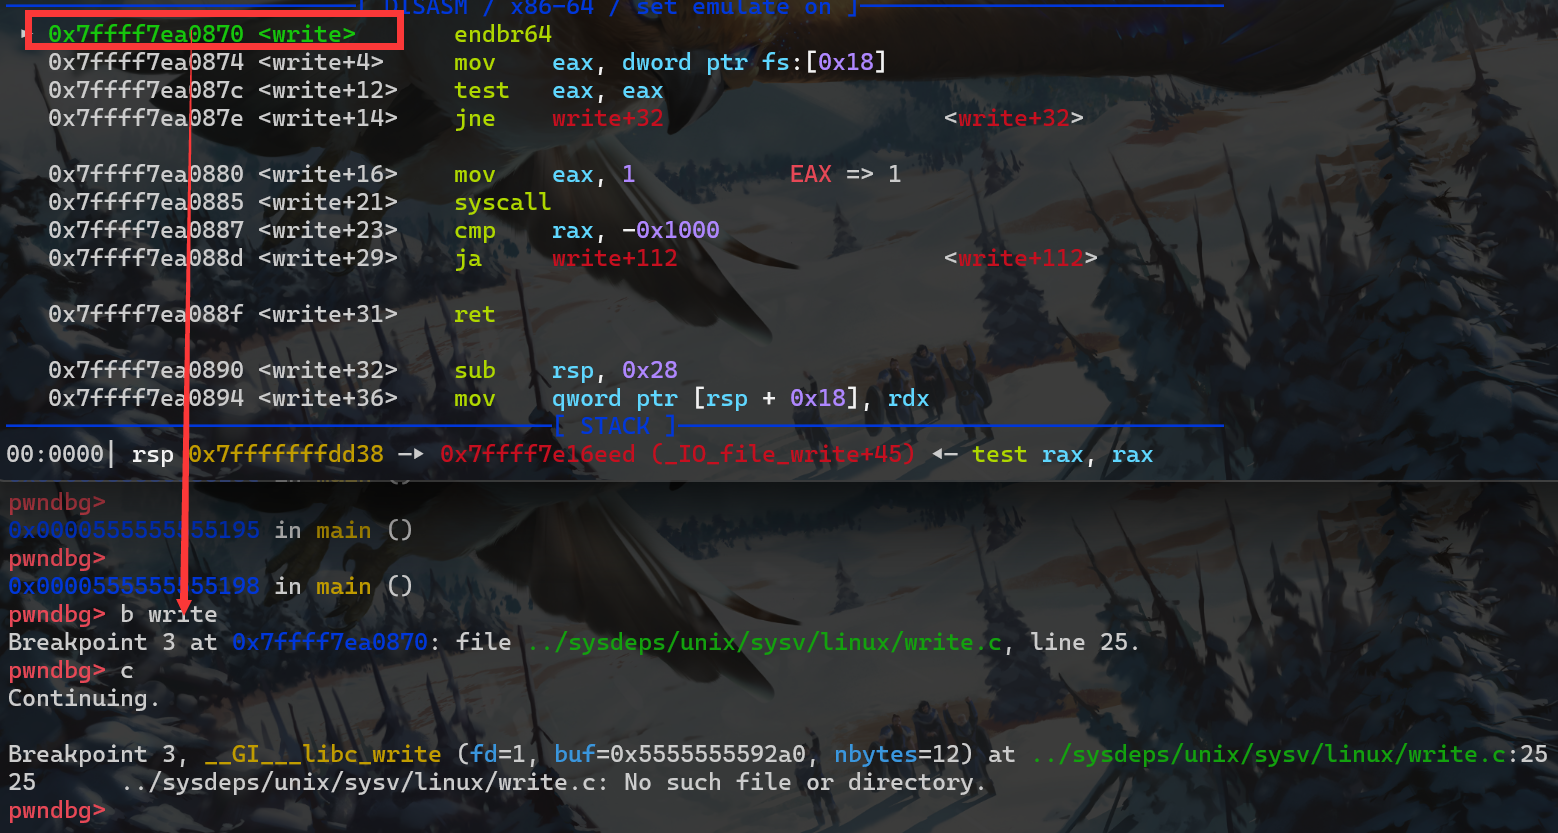 [ DISASM / x86-64 / set emulate on ]
► 0x7ffff7ea0870 <write> endbr64
0x7ffff7ea0874 <write+4> mov eax, dword ptr fs:[0x18]
0x7ffff7ea087c <write+12> test eax, eax
0x7ffff7ea087e <write+14> jne write+32 <write+32>
0x7ffff7ea0880 <write+16> mov eax, 1 EAX => 1
0x7ffff7ea0885 <write+21> syscall
0x7ffff7ea0887 <write+23> cmp rax, -0x1000
0x7ffff7ea088d <write+29> ja write+112 <write+112>
0x7ffff7ea088f <write+31> ret
0x7ffff7ea0890 <write+32> sub rsp, 0x28
0x7ffff7ea0894 <write+36> mov qword ptr [rsp + 0x18], rdx
[ STACK ]
00:0000│ rsp 0x7fffffffdd38 —▸ 0x7ffff7e16eed (_IO_file_write+45) ◂— test rax, rax
in main ()
pwndbg>
0x0000555555555195 in main ()
pwndbg>
0x0000555555555198 in main ()
pwndbg> b write
Breakpoint 3 at 0x7ffff7ea0870: file ../sysdeps/unix/sysv/linux/write.c, line 25.
pwndbg> c
Continuing.
Breakpoint 3, __GI___libc_write (fd=1, buf=0x5555555592a0, nbytes=12) at ../sysdeps/unix/sysv/linux/write.c:25
25 ../sysdeps/unix/sysv/linux/write.c: No such file or directory.
pwndbg>